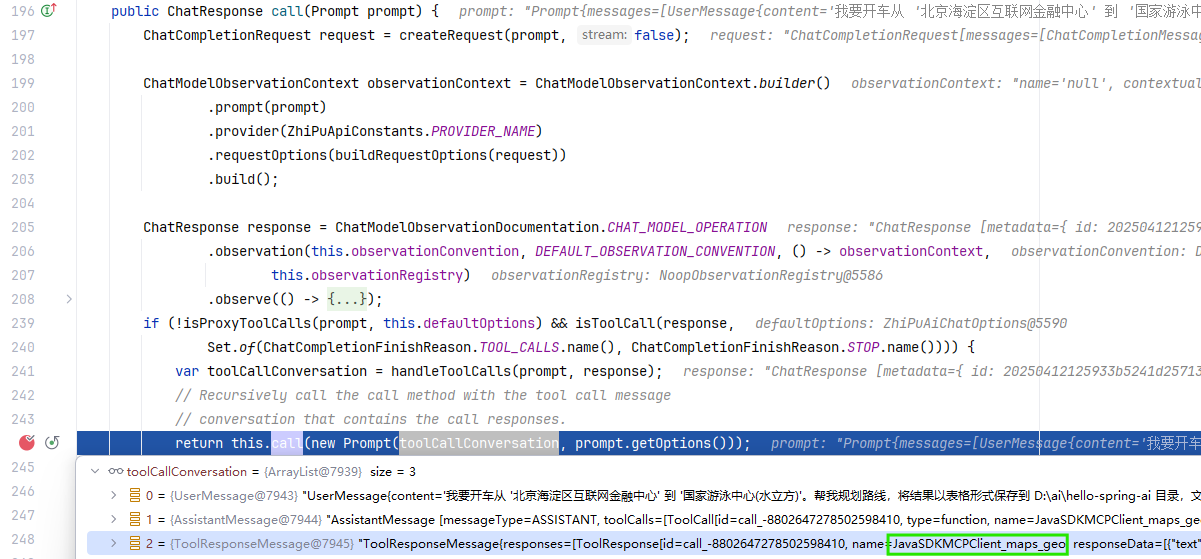 196 public ChatResponse call(Prompt prompt) { prompt: "Prompt{messages=[UserMessage{content='我要开车从 '北京海淀区互联网金融中心' 到 '国家游泳中
197 ChatCompletionRequest request = createRequest(prompt, stream: false); request: "ChatCompletionRequest[messages=[ChatCompletionMessa
198
199 ChatModelObservationContext observationContext = ChatModelObservationContext.builder() observationContext: "name='null', contextual
200 .prompt(prompt)
201 .provider(ZhiPuApiConstants.PROVIDER_NAME)
202 .requestOptions(buildRequestOptions(request))
203 .build();
204
205 ChatResponse response = ChatModelObservationDocumentation.CHAT_MODEL_OPERATION response: "ChatResponse [metadata={ id: 202504121259
206 .observation(this.observationConvention, DEFAULT_OBSERVATION_CONVENTION, () -> observationContext, observationConvention: D
207 this.observationRegistry) observationRegistry: NoopObservationRegistry@5586
208 .observe(() -> {...});
239 if (!isProxyToolCalls(prompt, this.defaultOptions) && isToolCall(response, defaultOptions: ZhiPuAiChatOptions@5590
240 Set.of(ChatCompletionFinishReason.TOOL_CALLS.name(), ChatCompletionFinishReason.STOP.name()))) {
241 var toolCallConversation = handleToolCalls(prompt, response); response: "ChatResponse [metadata={ id: 20250412125933b5241d25713
242 // Recursively call the call method with the tool call message
243 // conversation that contains the call responses.
return this.call(new Prompt(toolCallConversation, prompt.getOptions())); prompt: "Prompt{messages=[UserMessage{content='我要开车
245 toolCallConversation = {ArrayList@7939} size = 3
246 0 = {UserMessage@7943} "UserMessage{content='我要开车从 '北京海淀区互联网金融中心' 到 '国家游泳中心(水立方)'。帮我规划路线，将结果以表格形式保存到 D:\ai\hello-spring-ai 目录，文
247 1 = {AssistantMessage@7944} "AssistantMessage [messageType=ASSISTANT, toolCalls=[ToolCall[id=call_-8802647278502598410, type=function, name=JavaSDKMCPClient_maps_geo
248 2 = {ToolResponseMessage@7945} "ToolResponseMessage{responses=[ToolResponse[id=call_-8802647278502598410, name=JavaSDKMCPClient_maps_geo responseData=[{"text